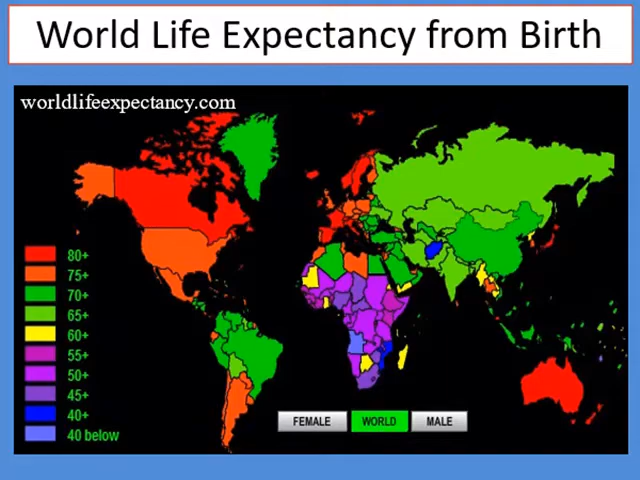 World Life Expectancy from Birth
worldlifeexpectancy.com
80+
75+
70+
65+
60+
55+
50+
45+
40+
40 below
FEMALE
WORLD
MALE